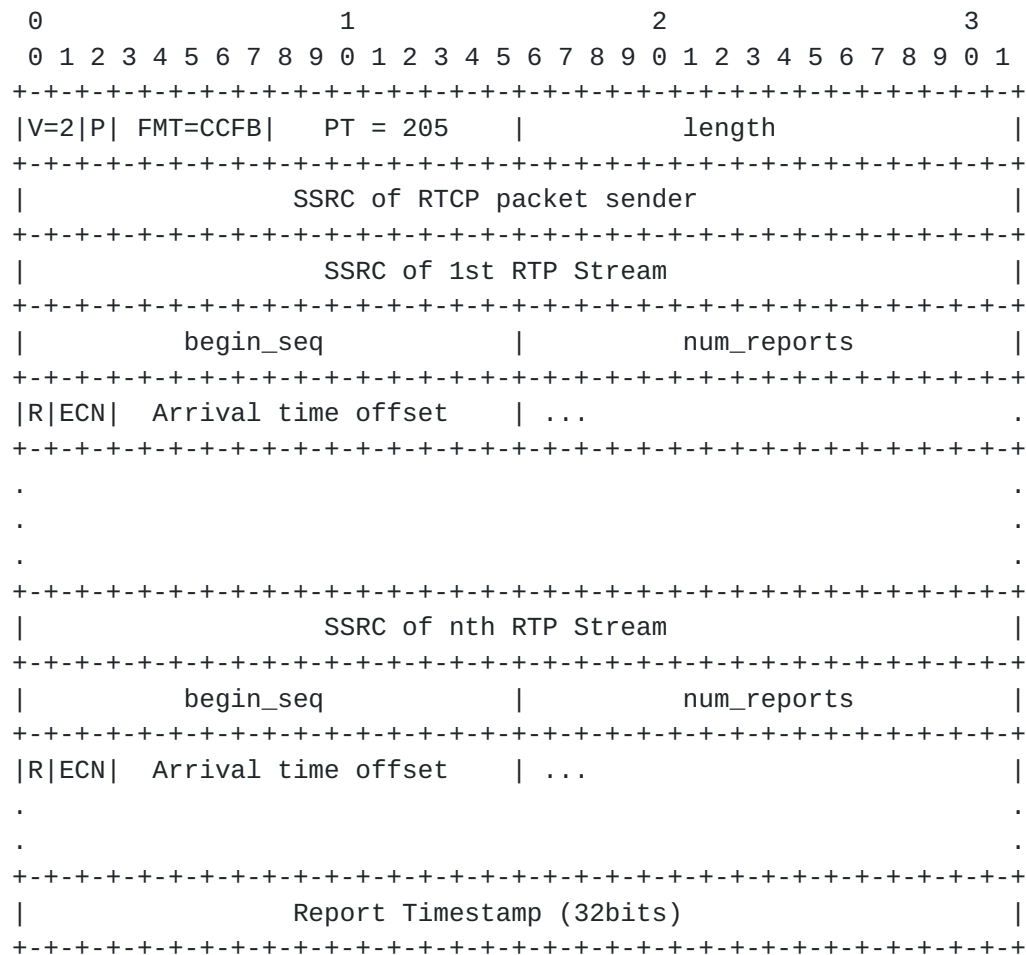 0                   1                   2                   3
 0 1 2 3 4 5 6 7 8 9 0 1 2 3 4 5 6 7 8 9 0 1 2 3 4 5 6 7 8 9 0 1
+-+-+-+-+-+-+-+-+-+-+-+-+-+-+-+-+-+-+-+-+-+-+-+-+-+-+-+-+-+-+-+-+
|V=2|P| FMT=CCFB|   PT = 205    |          length               |
+-+-+-+-+-+-+-+-+-+-+-+-+-+-+-+-+-+-+-+-+-+-+-+-+-+-+-+-+-+-+-+-+
|                 SSRC of RTCP packet sender                    |
+-+-+-+-+-+-+-+-+-+-+-+-+-+-+-+-+-+-+-+-+-+-+-+-+-+-+-+-+-+-+-+-+
|                   SSRC of 1st RTP Stream                      |
+-+-+-+-+-+-+-+-+-+-+-+-+-+-+-+-+-+-+-+-+-+-+-+-+-+-+-+-+-+-+-+-+
|          begin_seq            |          num_reports          |
+-+-+-+-+-+-+-+-+-+-+-+-+-+-+-+-+-+-+-+-+-+-+-+-+-+-+-+-+-+-+-+-+
|R|ECN|  Arrival time offset    | ...                           .
+-+-+-+-+-+-+-+-+-+-+-+-+-+-+-+-+-+-+-+-+-+-+-+-+-+-+-+-+-+-+-+-+
.                                                               .
.                                                               .
.                                                               .
+-+-+-+-+-+-+-+-+-+-+-+-+-+-+-+-+-+-+-+-+-+-+-+-+-+-+-+-+-+-+-+-+
|                   SSRC of nth RTP Stream                      |
+-+-+-+-+-+-+-+-+-+-+-+-+-+-+-+-+-+-+-+-+-+-+-+-+-+-+-+-+-+-+-+-+
|          begin_seq            |          num_reports          |
+-+-+-+-+-+-+-+-+-+-+-+-+-+-+-+-+-+-+-+-+-+-+-+-+-+-+-+-+-+-+-+-+
|R|ECN|  Arrival time offset    | ...                           |
.                                                               .
.                                                               .
+-+-+-+-+-+-+-+-+-+-+-+-+-+-+-+-+-+-+-+-+-+-+-+-+-+-+-+-+-+-+-+-+
|                 Report Timestamp (32bits)                     |
+-+-+-+-+-+-+-+-+-+-+-+-+-+-+-+-+-+-+-+-+-+-+-+-+-+-+-+-+-+-+-+-+